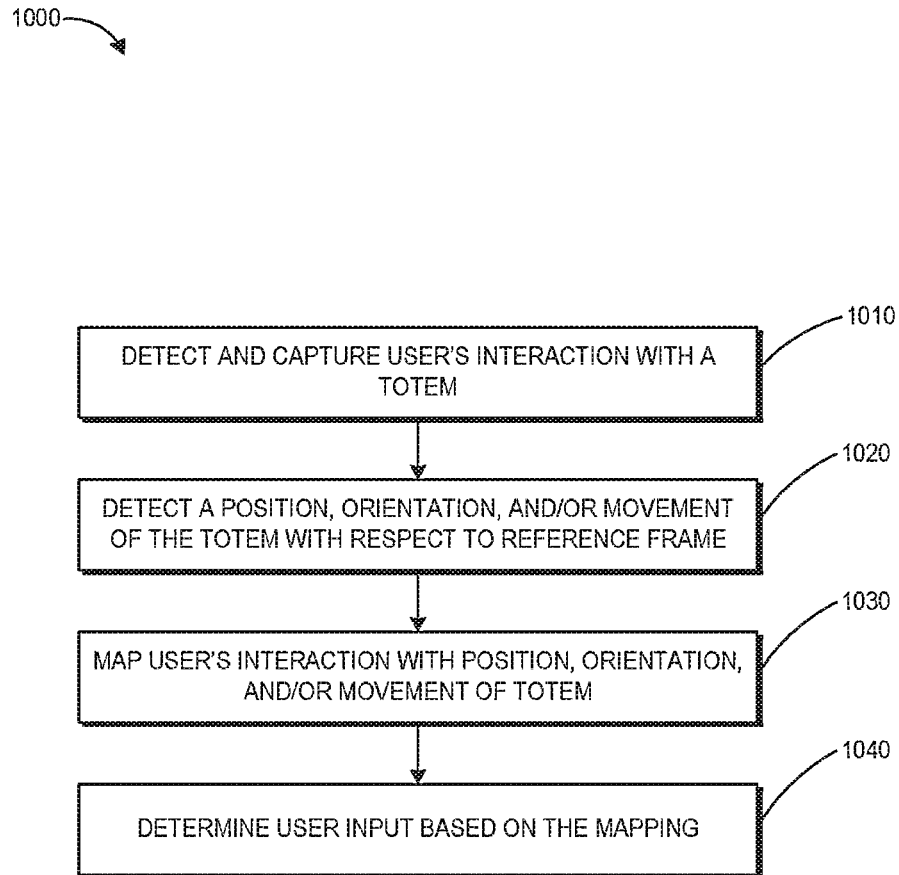 1000
1010
DETECT AND CAPTURE USER'S INTERACTION WITH A
TOTEM
1020
DETECT A POSITION, ORIENTATION, AND/OR MOVEMENT
OF THE TOTEM WITH RESPECT TO REFERENCE FRAME
1030
MAP USER'S INTERACTION WITH POSITION, ORIENTATION,
AND/OR MOVEMENT OF TOTEM
1040
DETERMINE USER INPUT BASED ON THE MAPPING